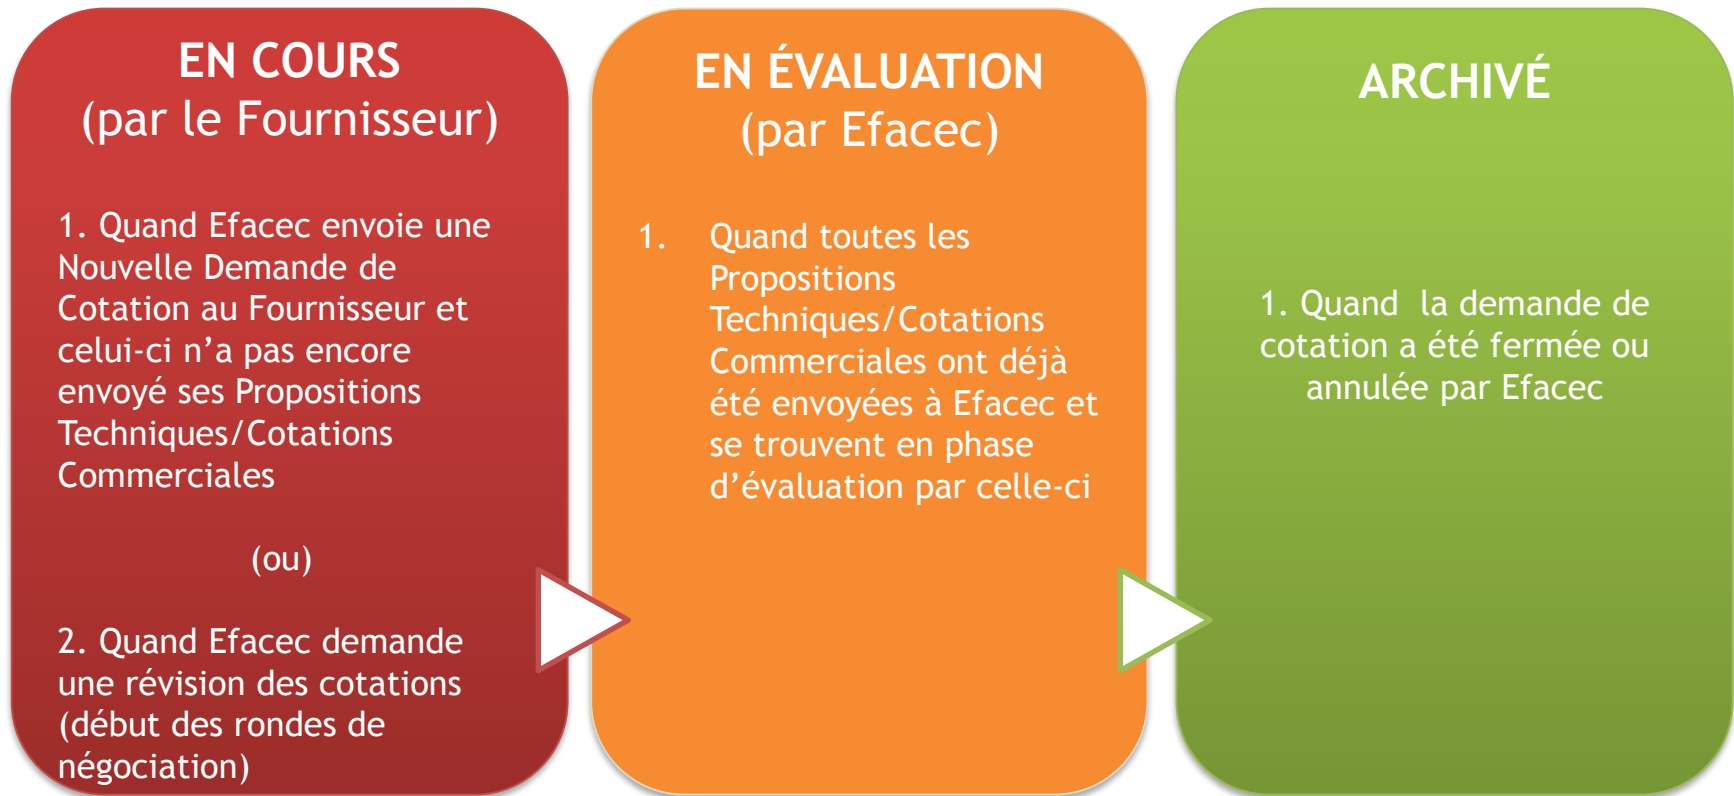 EN COURS
(par le Fournisseur)
1. Quand Efacec envoie une
Nouvelle Demande de
Cotation au Fournisseur et
celui-ci n’a pas encore
envoyé ses Propositions
Techniques/Cotations
Commerciales
(ou)
2. Quand Efacec demande
une révision des cotations
(début des rondes de
négociation)
EN ÉVALUATION
(par Efacec)
1. Quand toutes les
Propositions
Techniques/Cotations
Commerciales ont déjà
été envoyées à Efacec et
se trouvent en phase
d’évaluation par celle-ci
ARCHIVÉ
1. Quand  la demande de
cotation a été fermée ou
annulée par Efacec